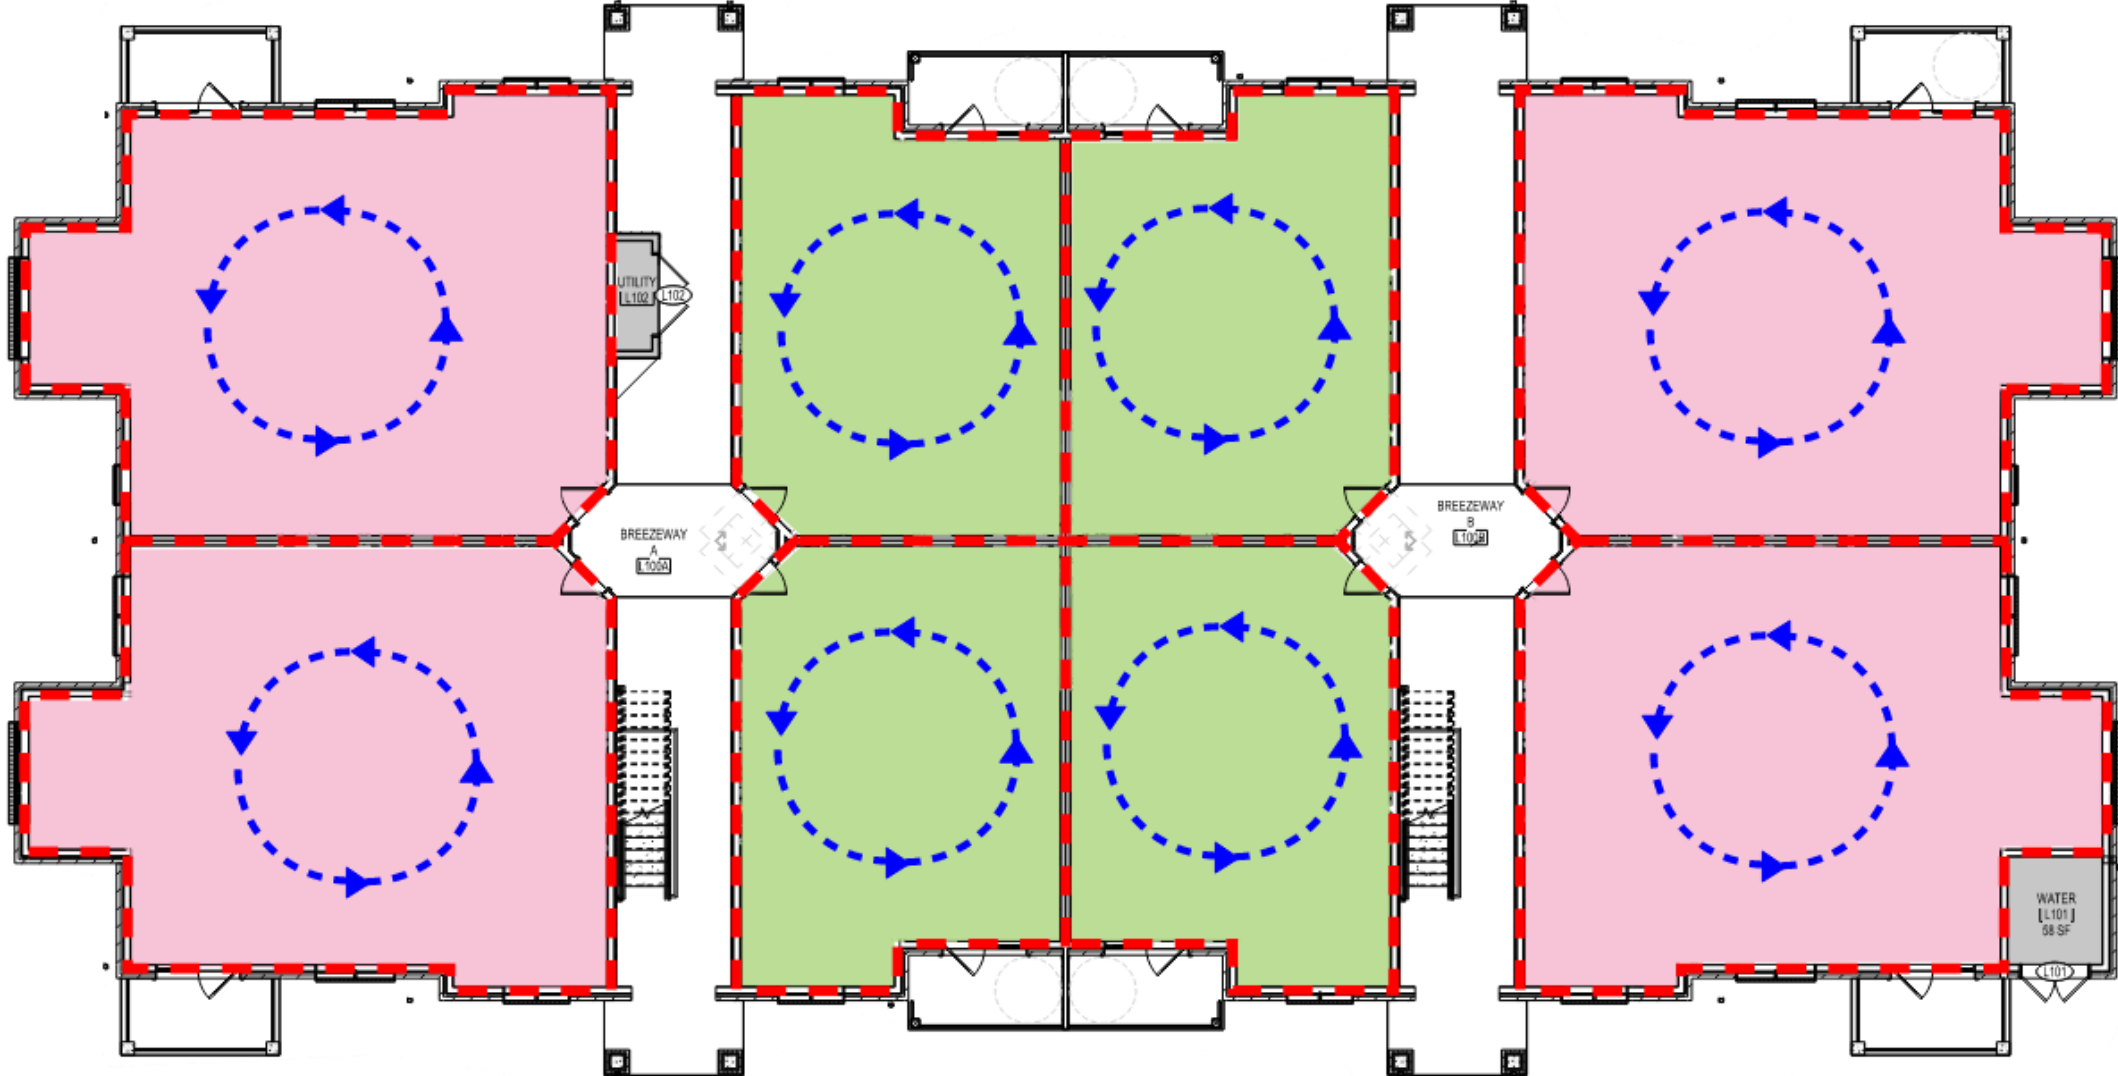 UTILITY
L102
L102
BREEZEWAY
A
L100A
BREEZEWAY
B
L100B
WATER
[L101]
58 SF
L101